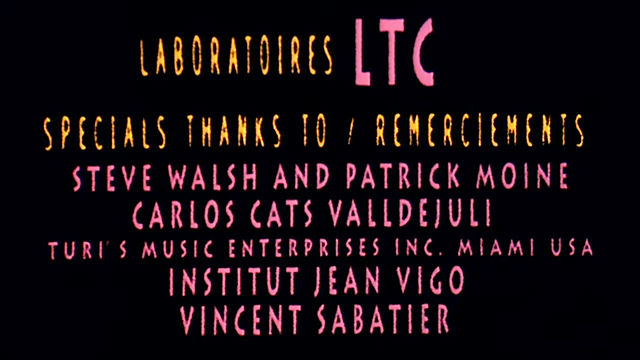 LABORATOIRES LTC
SPECIALS THANKS TO / REMERCIEMENTS
STEVE WALSH AND PATRICK MOINE
CARLOS CATS VALLDEJULI
TURI'S MUSIC ENTERPRISES INC. MIAMI USA
INSTITUT JEAN VIGO
VINCENT SABATIER